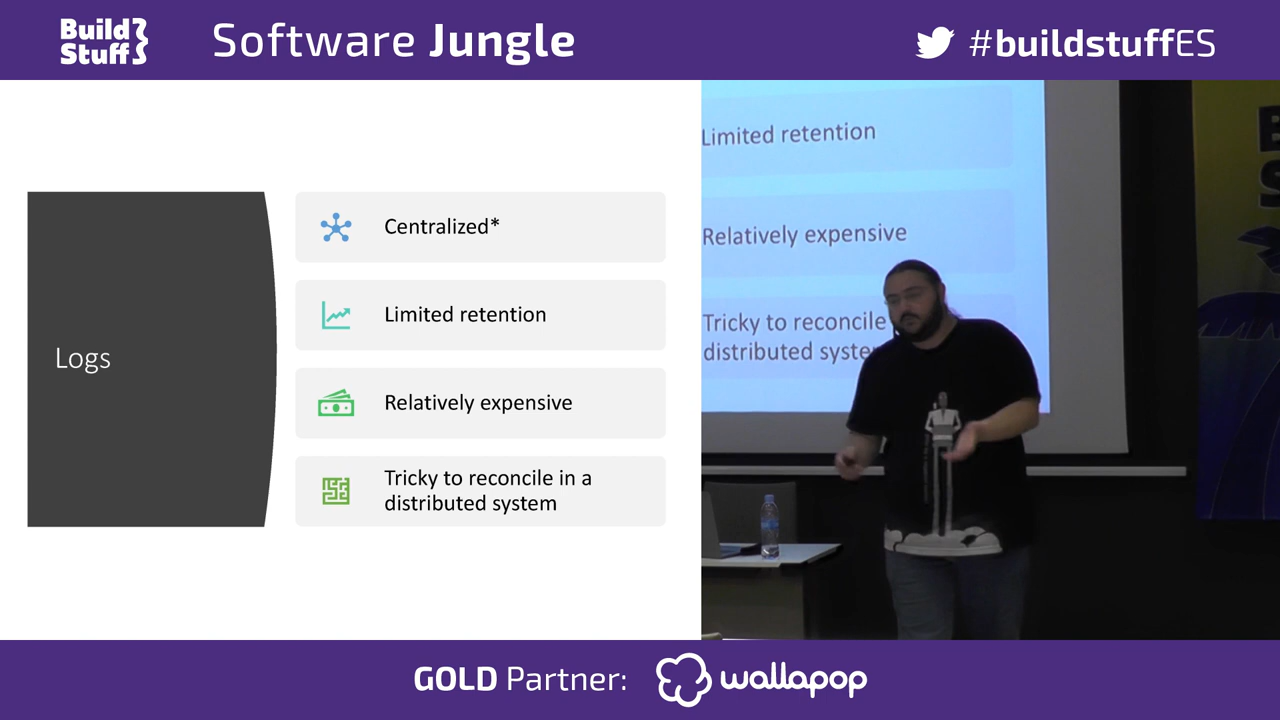 Build
Stuff
Software Jungle
#buildstuffES
Logs
Centralized*
Limited retention
Relatively expensive
Tricky to reconcile in a
distributed system
Limited retention
Relatively expensive
Tricky to reconcile
distributed
GOLD Partner:
wallapop